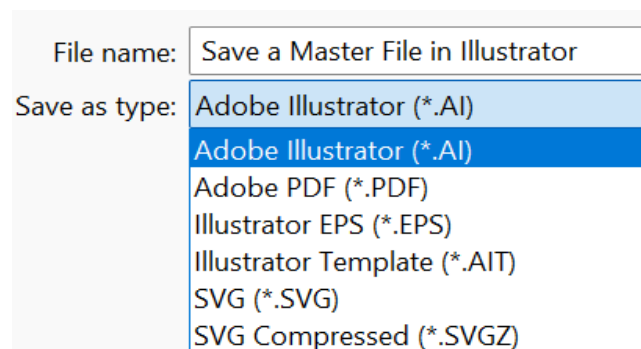 File name: Save a Master File in Illustrator
Save as type: Adobe Illustrator (*.AI)
Adobe Illustrator (*.AI)
Adobe PDF (*.PDF)
Illustrator EPS (*.EPS)
Illustrator Template (*.AIT)
SVG (*.SVG)
SVG Compressed (*.SVGZ)